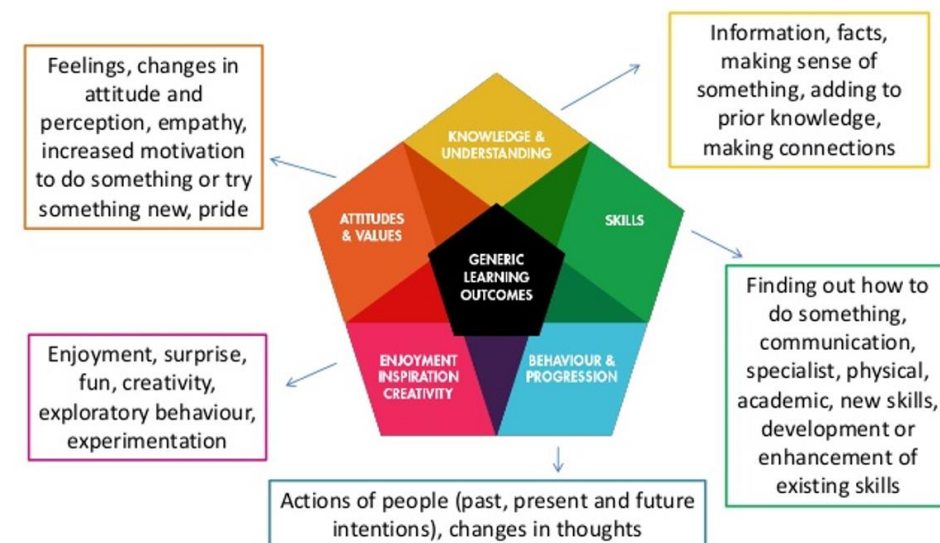 Feelings, changes in
attitude and
perception, empathy,
increased motivation
to do something or try
something new, pride
Information, facts,
making sense of
something, adding to
prior knowledge,
making connections
KNOWLEDGE &
UNDERSTANDING
ATTITUDES
& VALUES
SKILLS
GENERIC
LEARNING
OUTCOMES
ENJOYMENT
INSPIRATION
CREATIVITY
BEHAVIOUR &
PROGRESSION
Enjoyment, surprise,
fun, creativity,
exploratory behaviour,
experimentation
Finding out how to
do something,
communication,
specialist, physical,
academic, new skills,
development or
enhancement of
existing skills
Actions of people (past, present and future
intentions), changes in thoughts